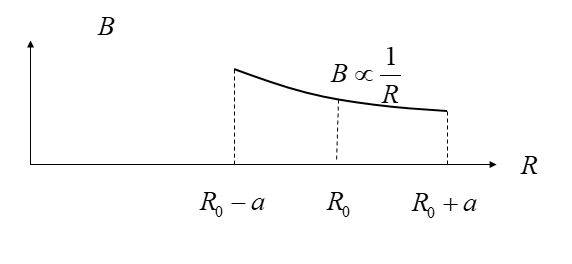 B
B ∝ 1/R
R
R₀ − a
R₀
R₀ + a